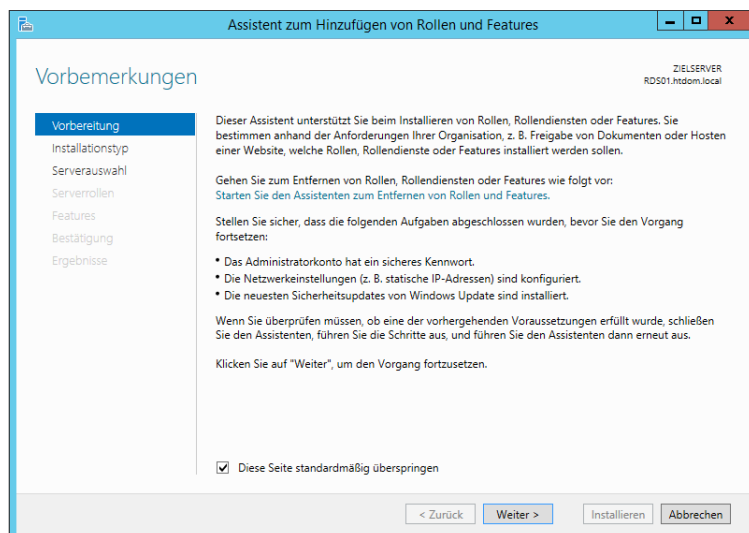 Assistent zum Hinzufügen von Rollen und Features
Vorbemerkungen
ZIELSERVER
RDS01.htdom.local
Vorbereitung
Installationstyp
Serverauswahl
Serverrollen
Features
Bestätigung
Ergebnisse
Dieser Assistent unterstützt Sie beim Installieren von Rollen, Rollendiensten oder Features. Sie
bestimmen anhand der Anforderungen Ihrer Organisation, z. B. Freigabe von Dokumenten oder Hosten
einer Website, welche Rollen, Rollendienste oder Features installiert werden sollen.
Gehen Sie zum Entfernen von Rollen, Rollendiensten oder Features wie folgt vor:
Starten Sie den Assistenten zum Entfernen von Rollen und Features.
Stellen Sie sicher, dass die folgenden Aufgaben abgeschlossen wurden, bevor Sie den Vorgang
fortsetzen:
• Das Administratorkonto hat ein sicheres Kennwort.
• Die Netzwerkeinstellungen (z. B. statische IP-Adressen) sind konfiguriert.
• Die neuesten Sicherheitsupdates von Windows Update sind installiert.
Wenn Sie überprüfen müssen, ob eine der vorhergehenden Voraussetzungen erfüllt wurde, schließen
Sie den Assistenten, führen Sie die Schritte aus, und führen Sie den Assistenten dann erneut aus.
Klicken Sie auf "Weiter", um den Vorgang fortzusetzen.
Diese Seite standardmäßig überspringen
< Zurück
Weiter >
Installieren
Abbrechen